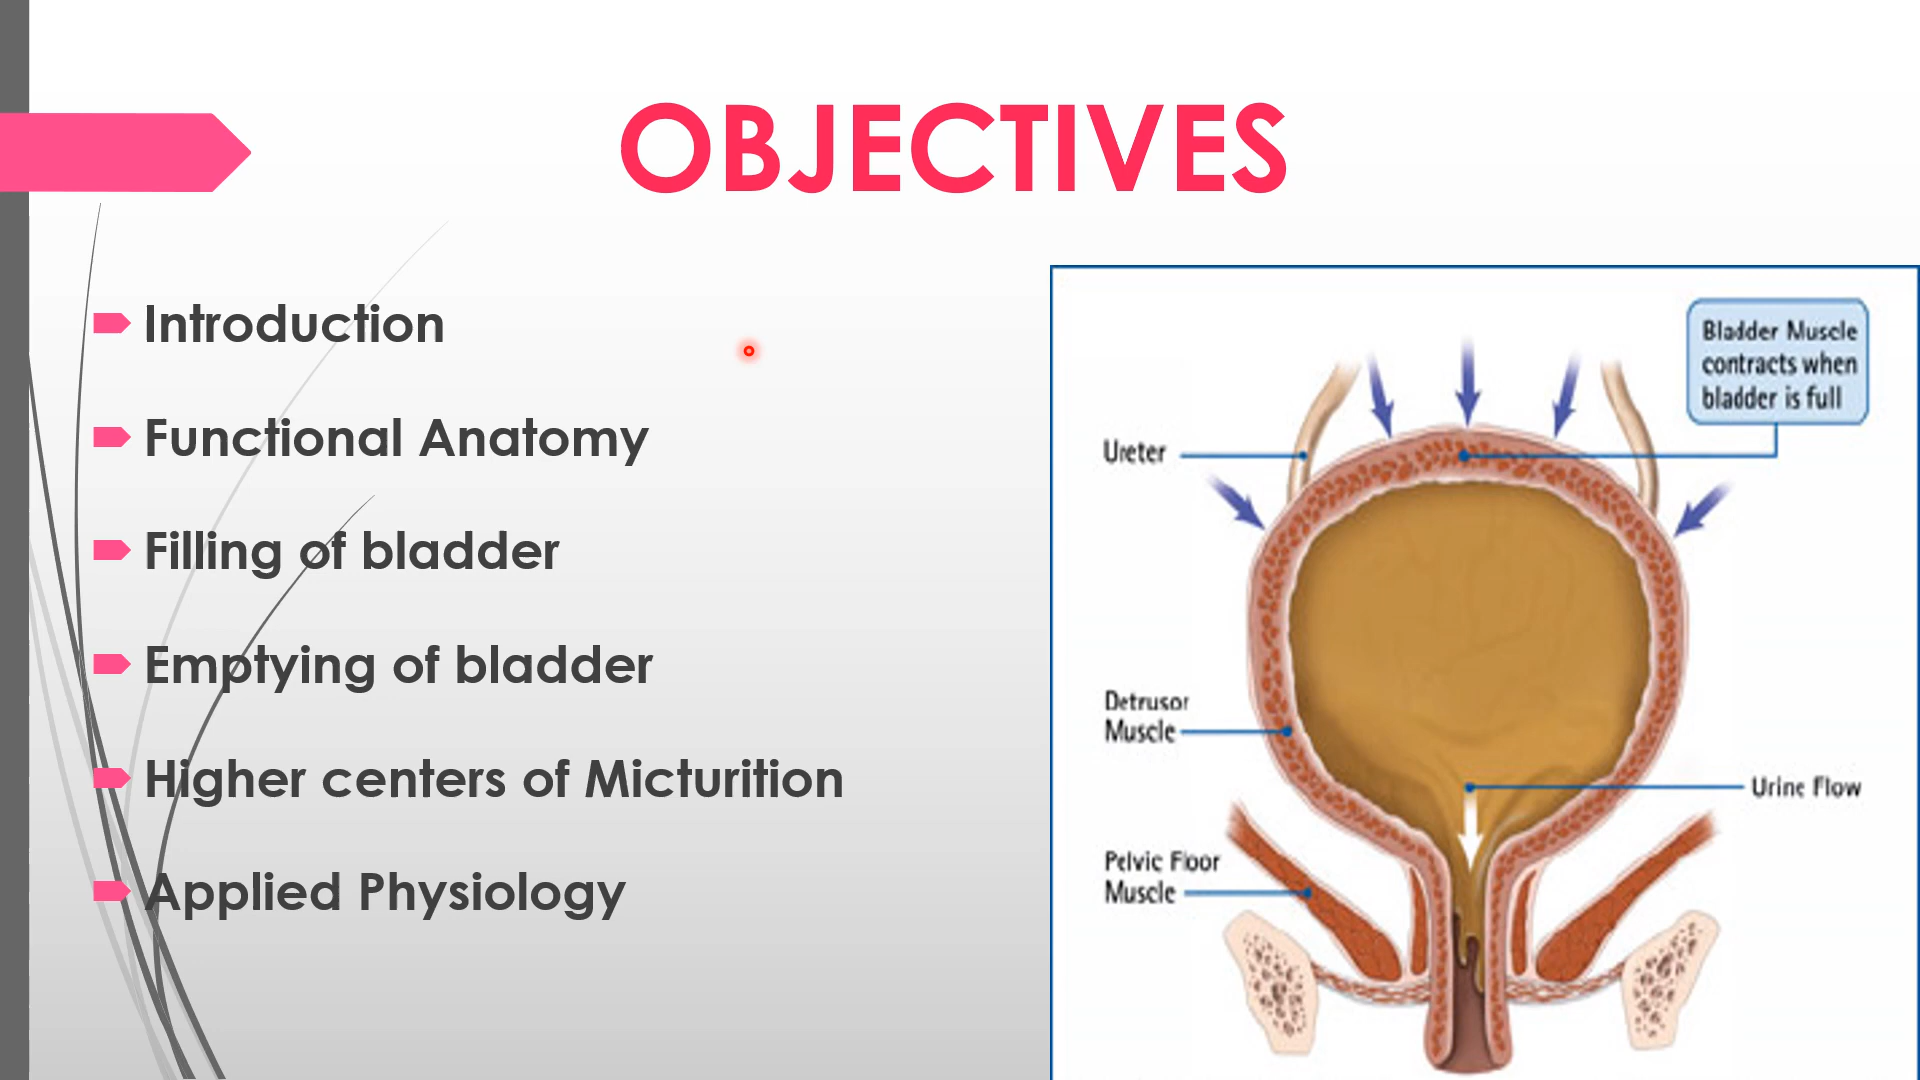 OBJECTIVES
Introduction
Functional Anatomy
Filling of bladder
Emptying of bladder
Higher centers of Micturition
Applied Physiology
Bladder Muscle
contracts when
bladder is full
Ureter
Detrusor
Muscle
Urine Flow
Pelvic Floor
Muscle